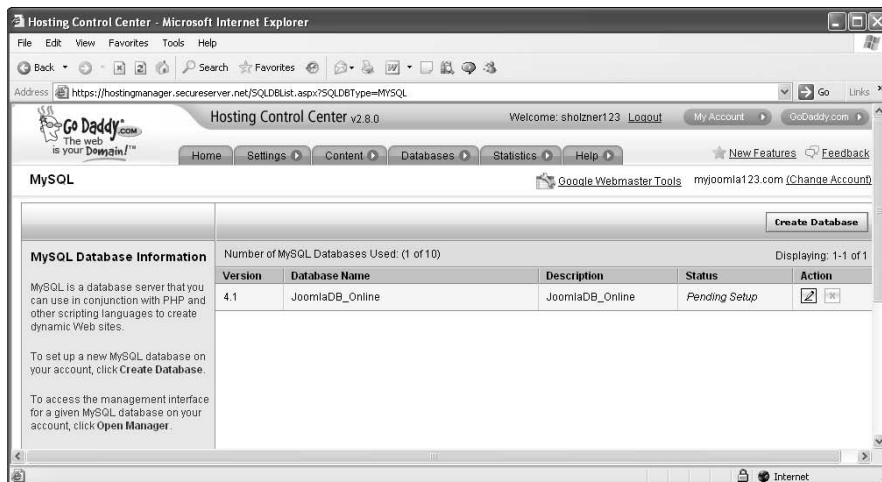 Hosting Control Center - Microsoft Internet Explorer
File Edit View Favorites Tools Help
Back Search Favorites
Address https://hostingmanager.secureserver.net/SQLDBList.aspx?SQLDBType=MYSQL Go Links
Go Daddy.com
The web
is your Domain!™
Hosting Control Center v2.8.0 Welcome: sholzner123 Logout My Account GoDaddy.com
Home Settings Content Databases Statistics Help New Features Feedback
MySQL Google Webmaster Tools myjoomla123.com (Change Account)
Create Database
MySQL Database Information
MySQL is a database server that you
can use in conjunction with PHP and
other scripting languages to create
dynamic Web sites.
To set up a new MySQL database on
your account, click Create Database.
To access the management interface
for a given MySQL database on your
account, click Open Manager.
Number of MySQL Databases Used: (1 of 10) Displaying: 1-1 of 1
Version Database Name Description Status Action
4.1 JoomlaDB_Online JoomlaDB_Online Pending Setup
Internet